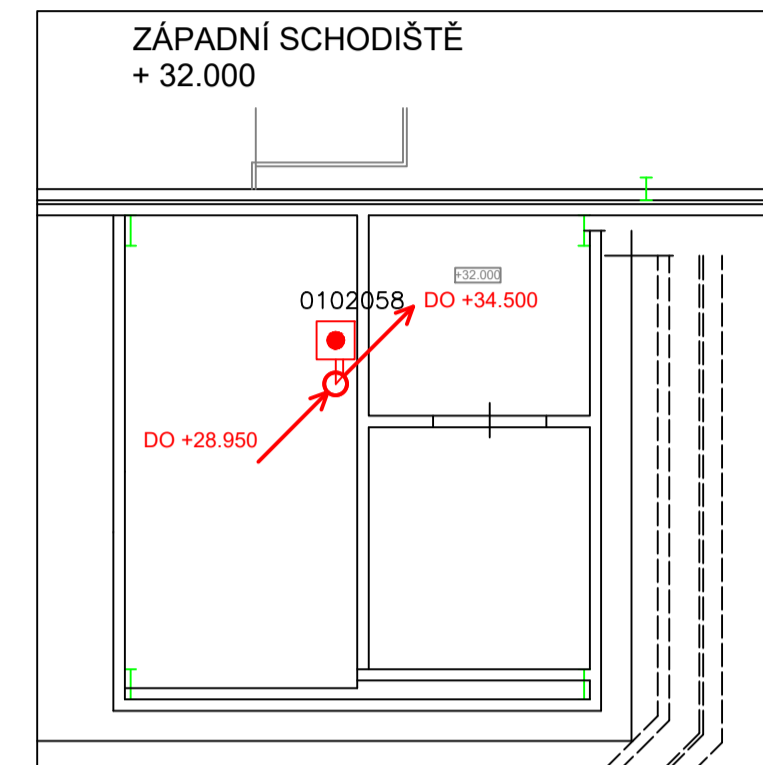 ZÁPADNÍ SCHODIŠTĚ
+ 32.000
+32.000
0102058
DO +34.500
DO +28.950